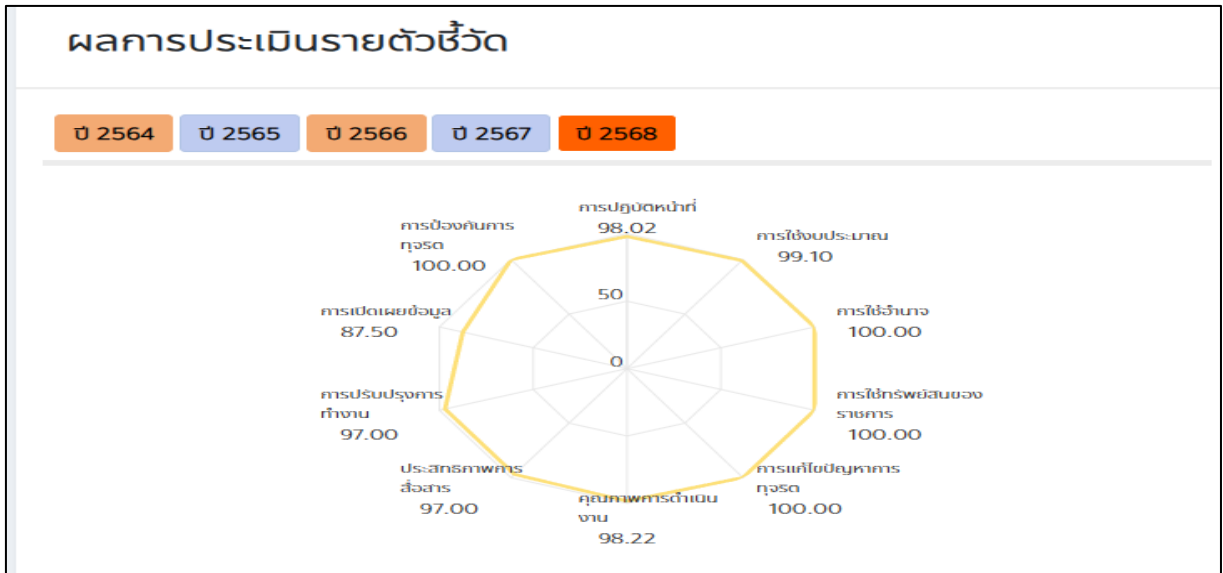 ผลการประเมินรายตัวชี้วัด
ปี 2564
ปี 2565
ปี 2566
ปี 2567
ปี 2568
การปฏิบัติหน้าที่
98.02
การใช้งบประมาณ
99.10
การใช้อำนาจ
100.00
การใช้ทรัพย์สินของ
ราชการ
100.00
การแก้ไขปัญหาการ
ทุจริต
100.00
คุณภาพการดำเนิน
งาน
98.22
ประสิทธิภาพการ
สื่อสาร
97.00
การปรับปรุงการ
ทำงาน
97.00
การเปิดเผยข้อมูล
87.50
การป้องกันการ
ทุจริต
100.00
50
0